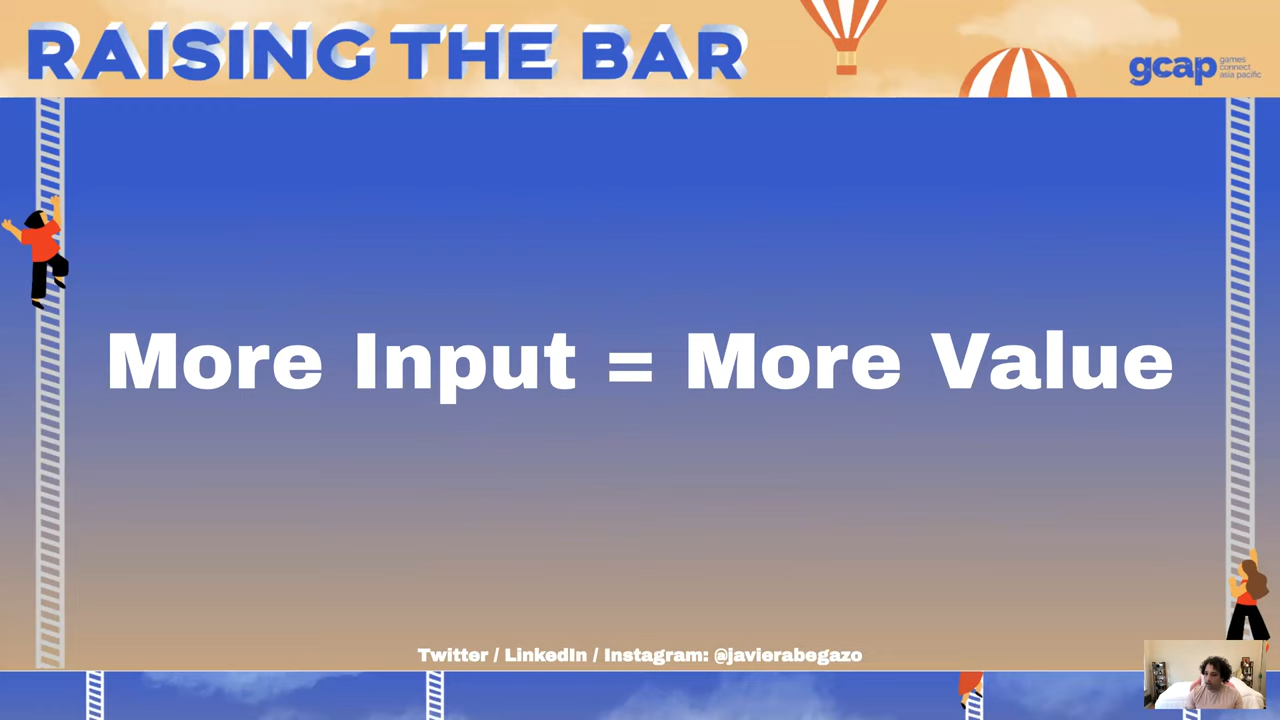 RAISING THE BAR
gcap
games
connect
asia pacific
More Input = More Value
Twitter / LinkedIn / Instagram: @javierabegazo